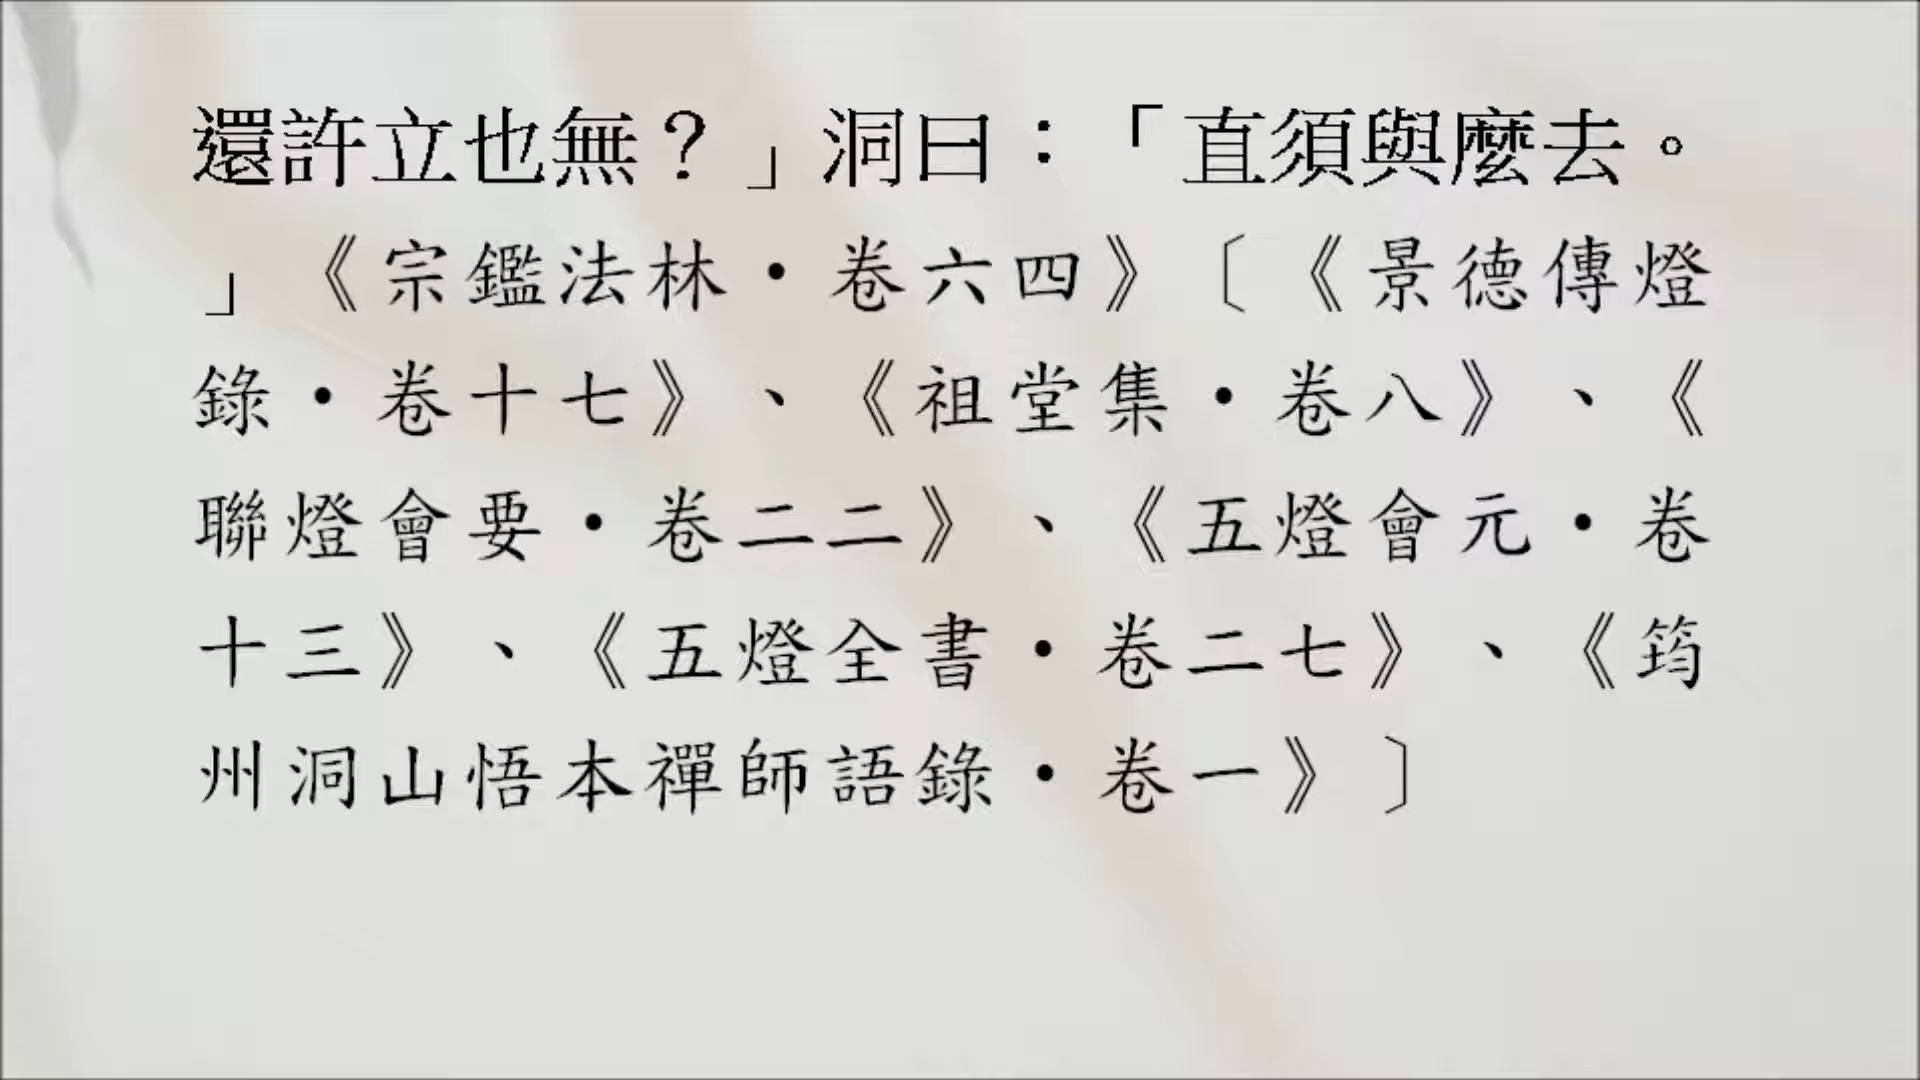 還許立也無？」洞曰：「直須與麼去。
」《宗鑑法林‧卷六四》〔《景德傳燈
錄‧卷十七》、《祖堂集‧卷八》、《
聯燈會要‧卷二二》、《五燈會元‧卷
十三》、《五燈全書‧卷二七》、《筠
州洞山悟本禪師語錄‧卷一》〕